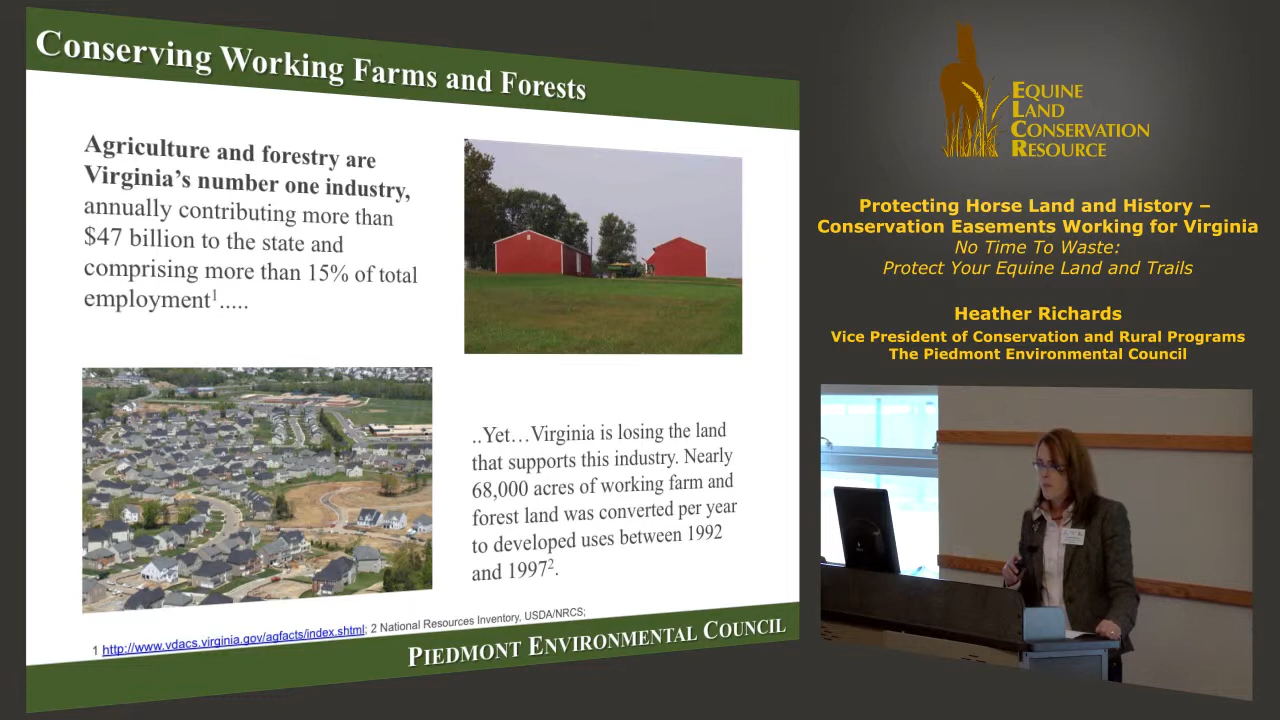 Conserving Working Farms and Forests
Agriculture and forestry are
Virginia's number one industry,
annually contributing more than
$47 billion to the state and
comprising more than 15% of total
employment1.....
..Yet…Virginia is losing the land
that supports this industry. Nearly
68,000 acres of working farm and
forest land was converted per year
to developed uses between 1992
and 19972.
1 http://www.vdacs.virginia.gov/agfacts/index.shtml; 2 National Resources Inventory, USDA/NRCS;
PIEDMONT ENVIRONMENTAL COUNCIL
EQUINE
LAND
CONSERVATION
RESOURCE
Protecting Horse Land and History –
Conservation Easements Working for Virginia
No Time To Waste:
Protect Your Equine Land and Trails
Heather Richards
Vice President of Conservation and Rural Programs
The Piedmont Environmental Council